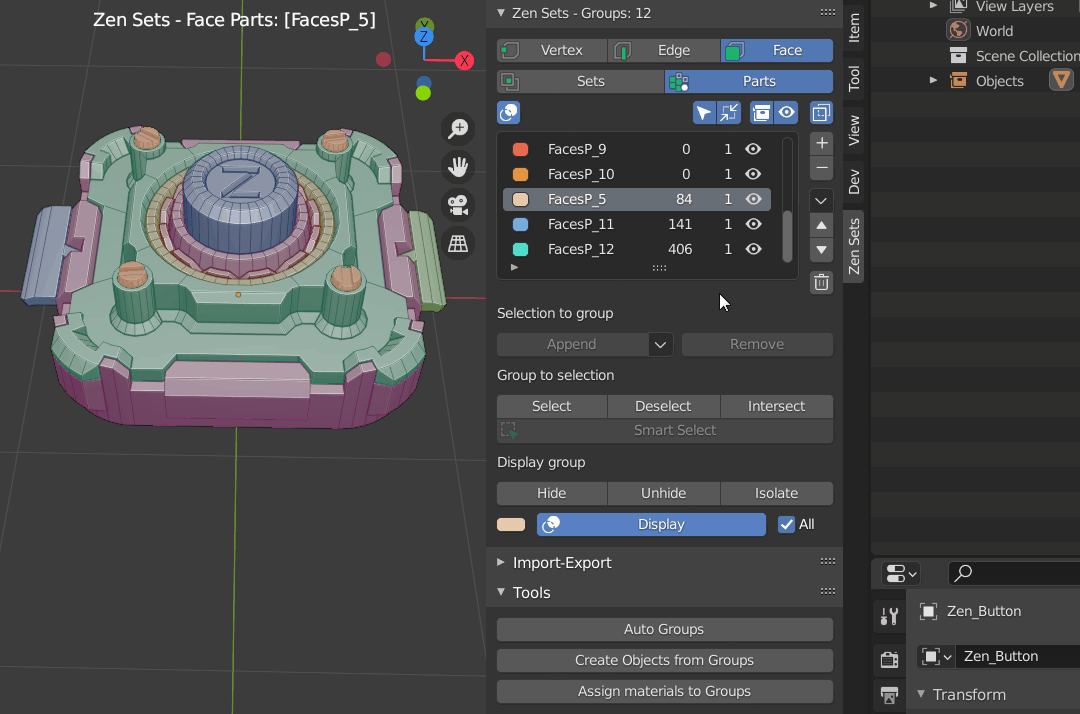 Zen Sets - Face Parts: [FacesP_5]
Y
Z
X
Z
Zen Sets - Groups: 12
Vertex Edge Face
Sets Parts
FacesP_9 0 1
FacesP_10 0 1
FacesP_5 84 1
FacesP_11 141 1
FacesP_12 406 1
Selection to group
Append Remove
Group to selection
Select Deselect Intersect
Smart Select
Display group
Hide Unhide Isolate
Display All
Import-Export
Tools
Auto Groups
Create Objects from Groups
Assign materials to Groups
Item
Tool
View
Dev
Zen Sets
View Layers
World
Scene Collection
Objects
Zen_Button
Zen_Button
Transform